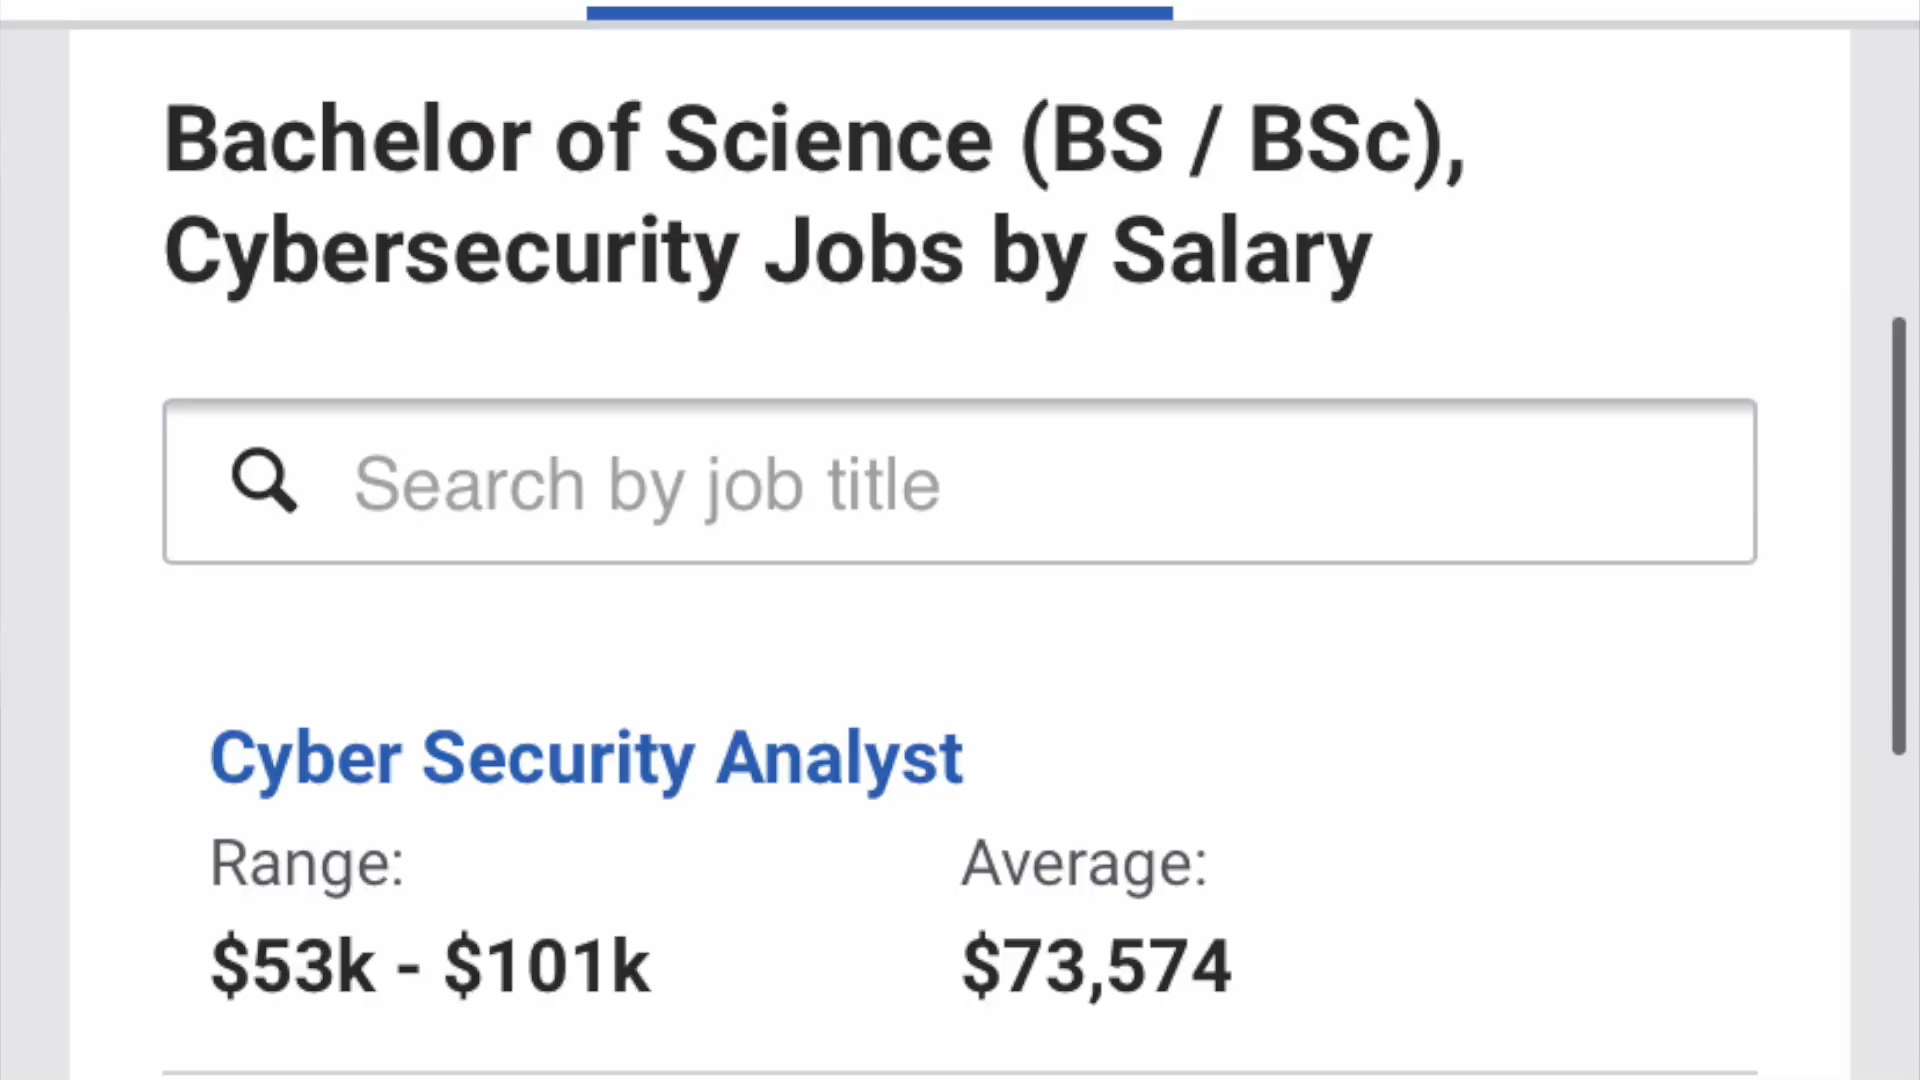 Bachelor of Science (BS / BSc),
Cybersecurity Jobs by Salary
Search by job title
Cyber Security Analyst
Range:
Average:
$53k - $101k
$73,574